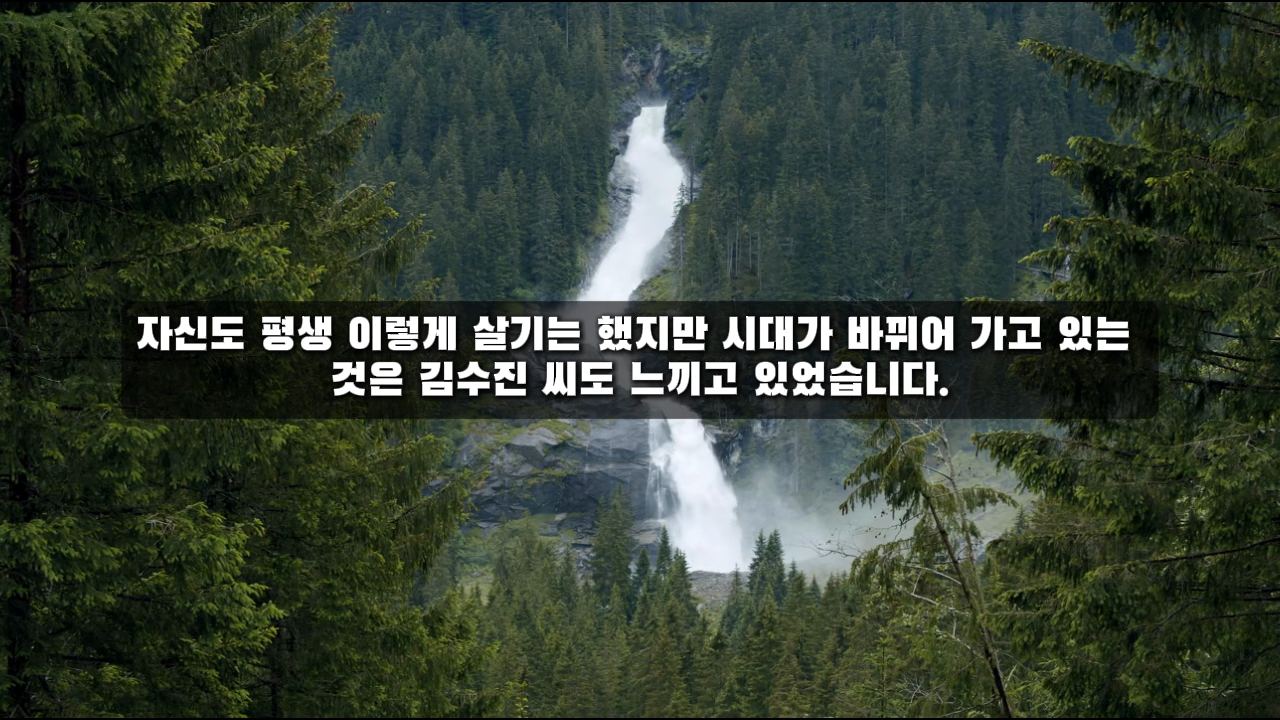 자신도 평생 이렇게 살기는 했지만 시대가 바뀌어 가고 있는
것은 김수진 씨도 느끼고 있었습니다.